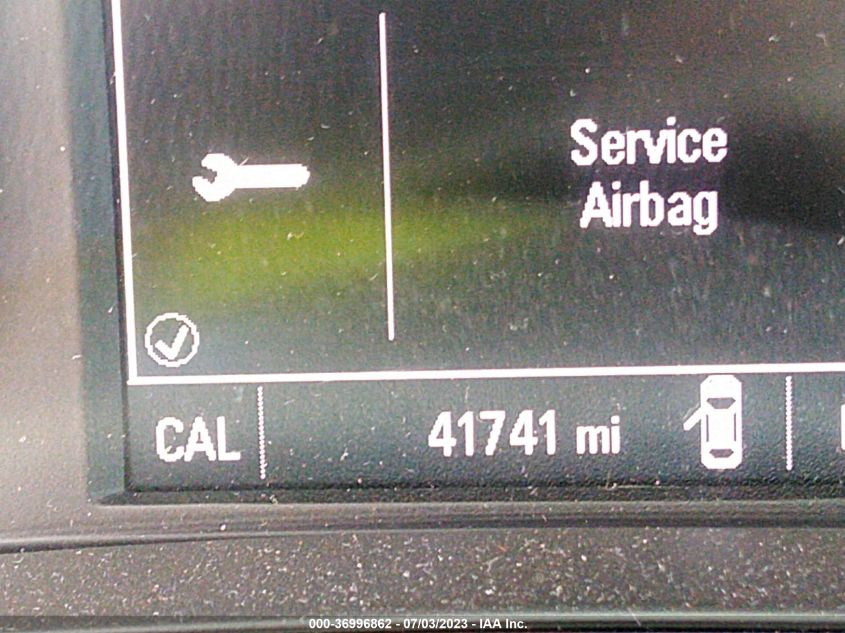 Service
Airbag
CAL 41741 mi
000-36996862 - 07/03/2023 - IAA Inc.